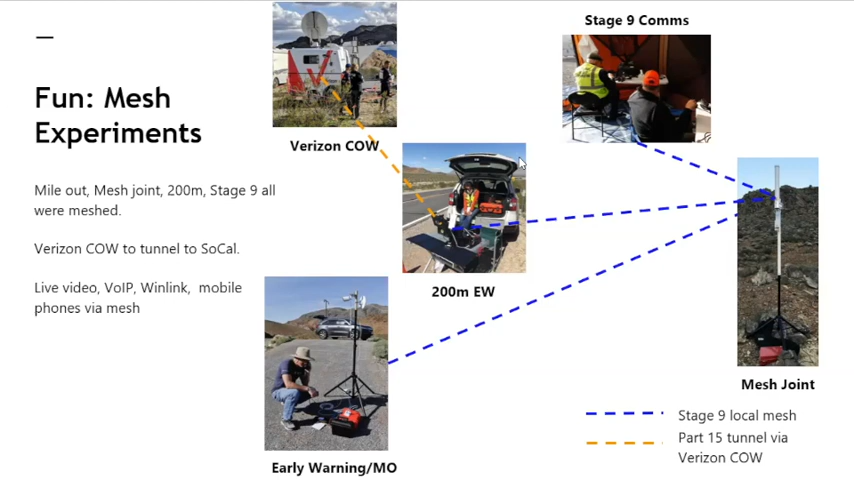 Fun: Mesh
Experiments
Mile out, Mesh joint, 200m, Stage 9 all
were meshed.
Verizon COW to tunnel to SoCal.
Live video, VoIP, Winlink, mobile
phones via mesh
Verizon COW
Stage 9 Comms
200m EW
Early Warning/MO
Mesh Joint
Stage 9 local mesh
Part 15 tunnel via
Verizon COW